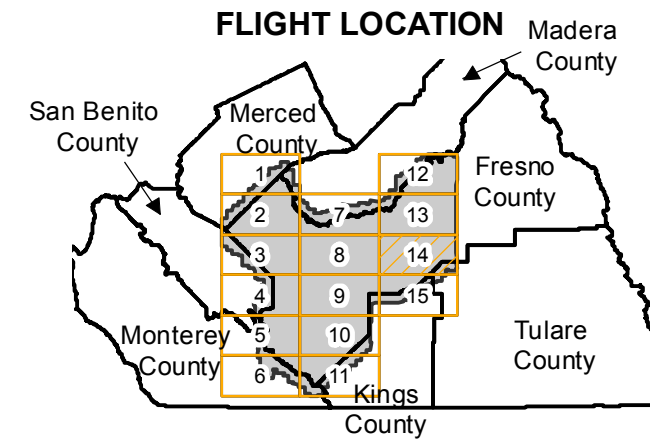 FLIGHT LOCATION
Madera
County
San Benito
County
Merced
County
Fresno
County
1
12
2
7
13
3
8
14
4
9
15
5
10
6
11
Monterey
County
Tulare
County
Kings
County